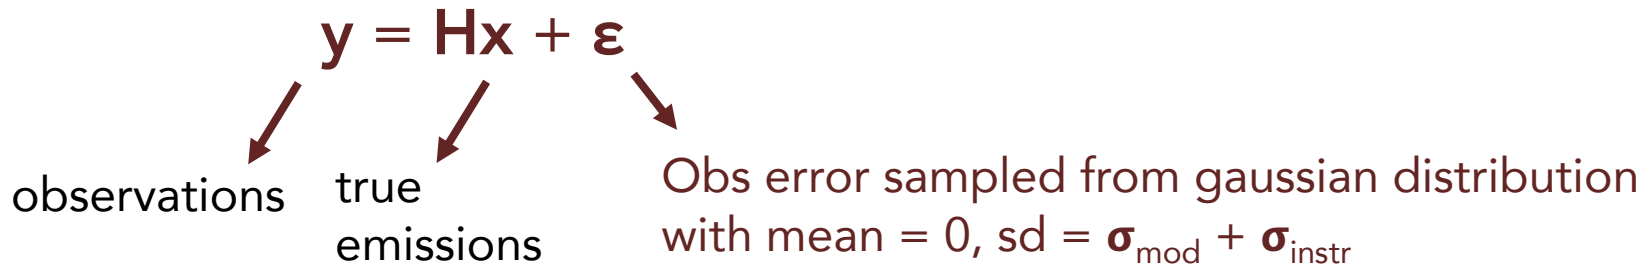 y = Hx + ε
observations
true
emissions
Obs error sampled from gaussian distribution
with mean = 0, sd = σmod + σinstr